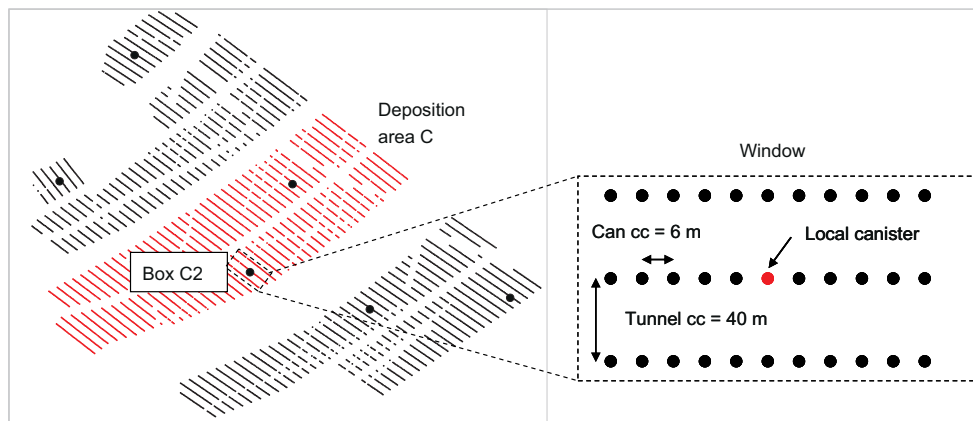 Deposition
area C
Box C2
Window
Can cc = 6 m
Local canister
Tunnel cc = 40 m